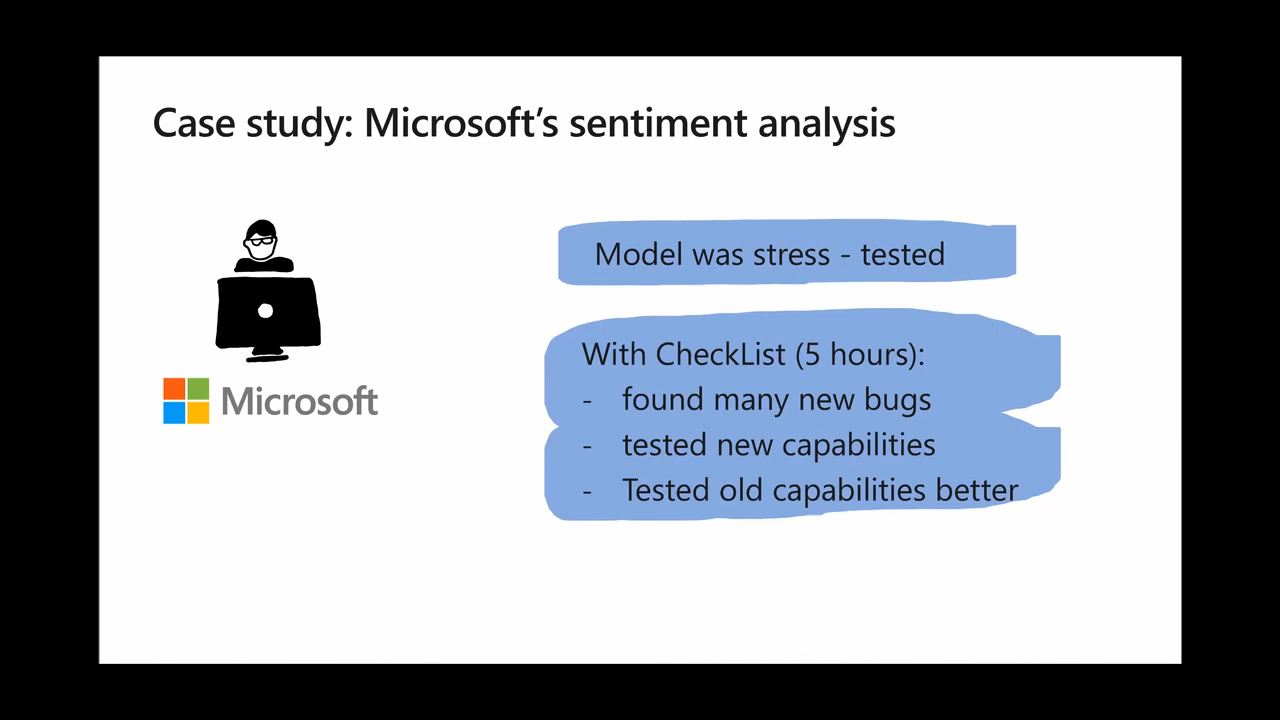 Case study: Microsoft's sentiment analysis
Microsoft
Model was stress - tested
With CheckList (5 hours):
- found many new bugs
- tested new capabilities
- Tested old capabilities better